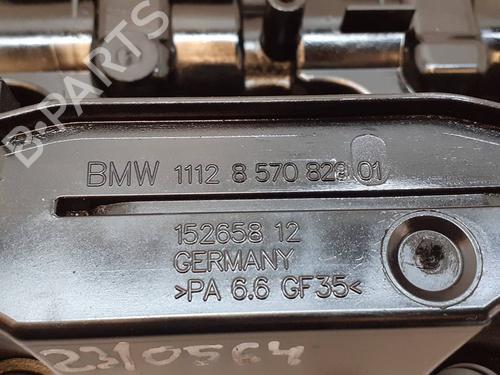 B-PARTS
BMW 1112 8 570 828 01
152658 12
GERMANY
>PA 6.6 GF35<
2310564